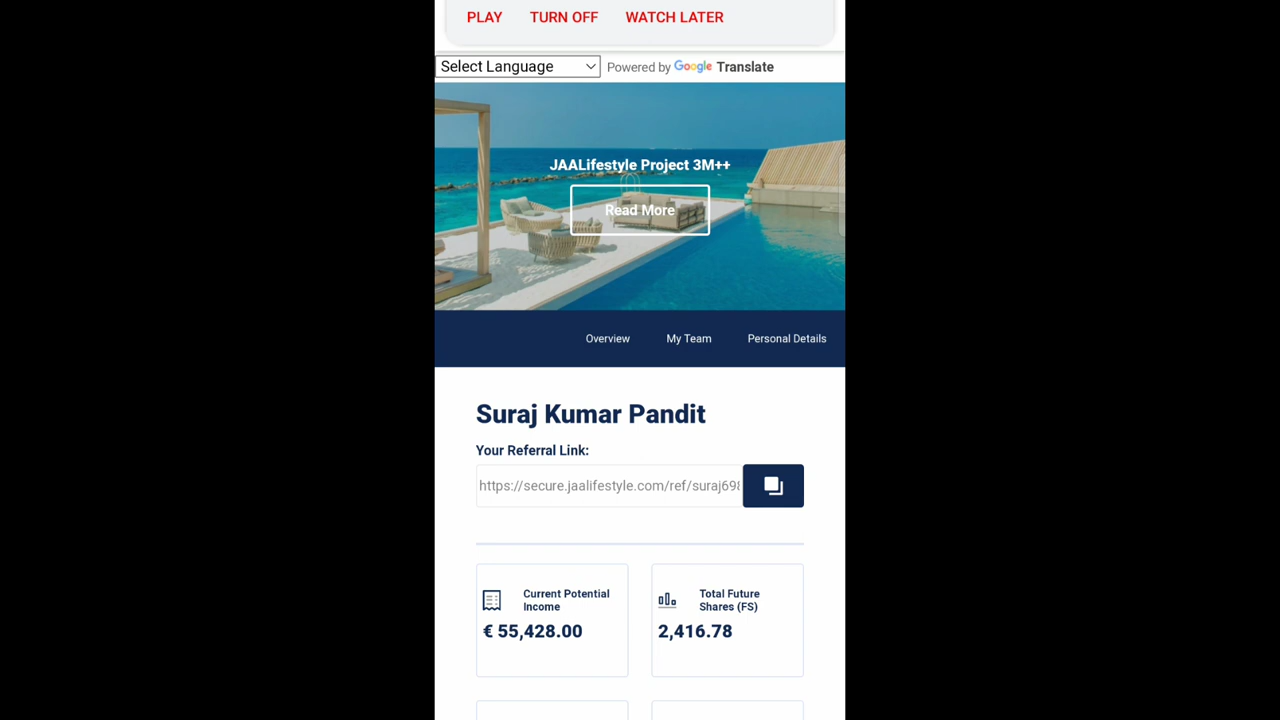 PLAY TURN OFF WATCH LATER
Select Language Powered by Google Translate
JAALifestyle Project 3M++
Read More
Overview My Team Personal Details
Suraj Kumar Pandit
Your Referral Link:
https://secure.jaalifestyle.com/ref/suraj698
Current Potential
Income
€ 55,428.00
Total Future
Shares (FS)
2,416.78